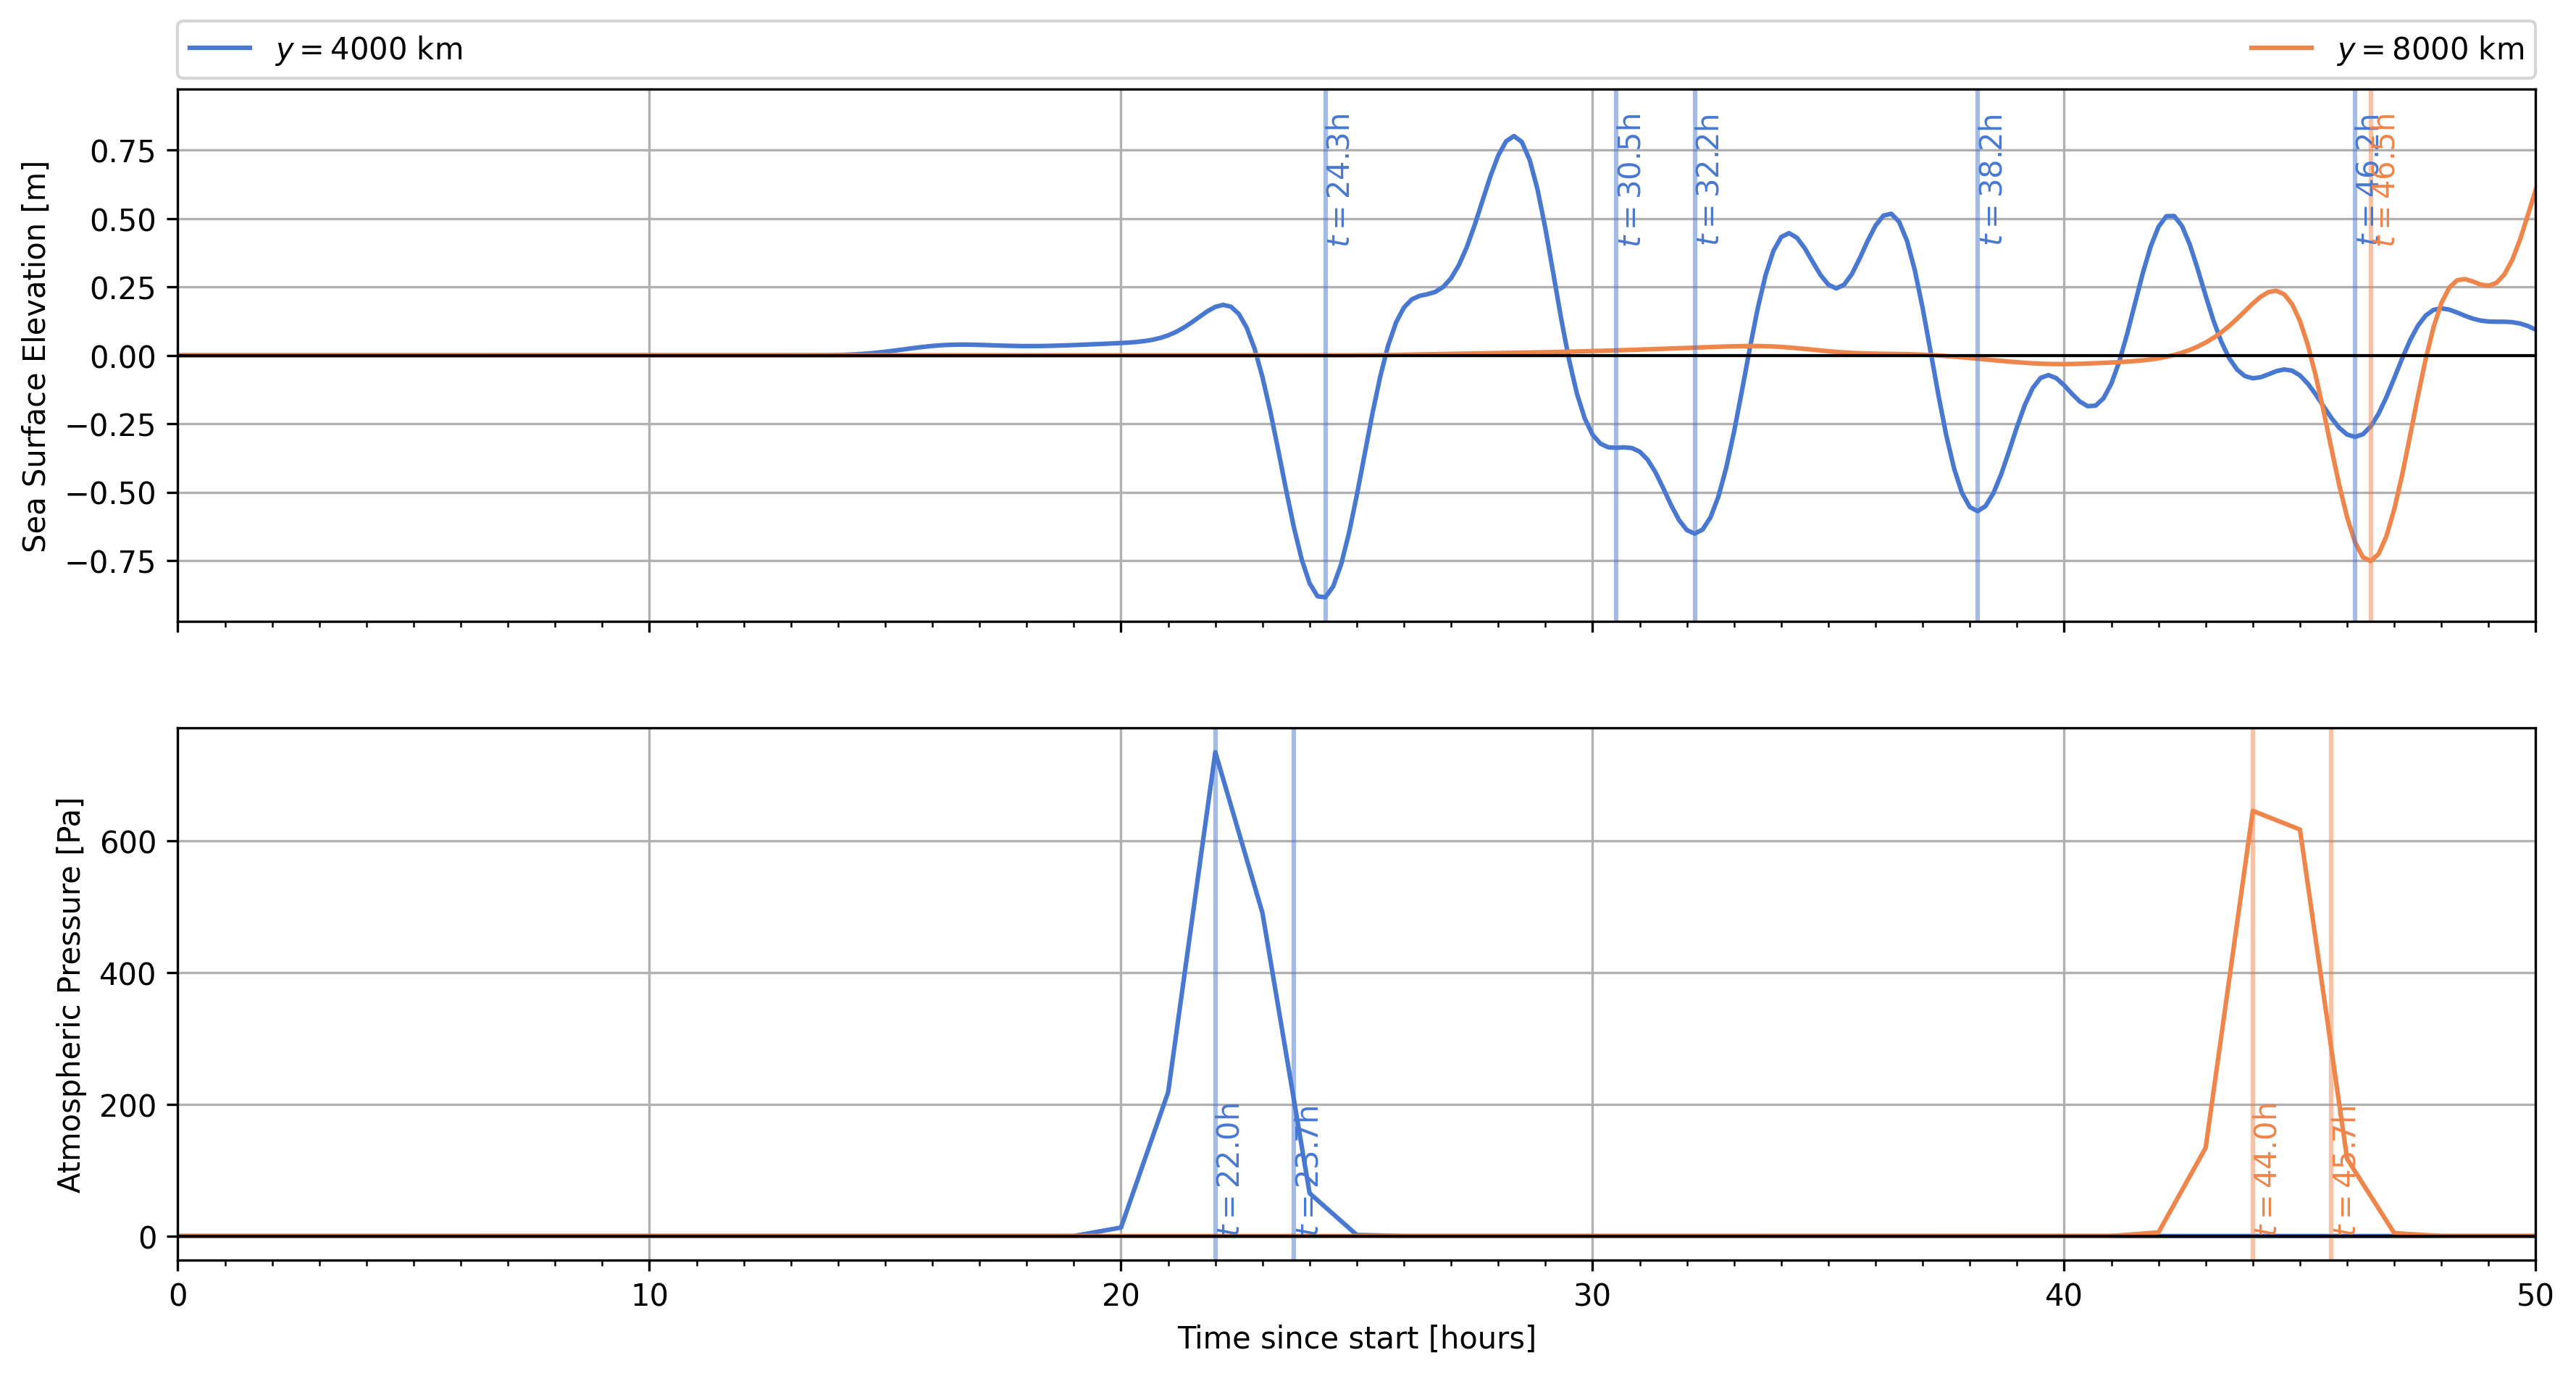 y = 4000 km
y = 8000 km
Sea Surface Elevation [m]
0.75
0.50
0.25
0.00
−0.25
−0.50
−0.75
t = 24.3h
t = 30.5h
t = 32.2h
t = 38.2h
t = 46.2h
t = 46.5h
Atmospheric Pressure [Pa]
600
400
200
0
t = 22.0h
t = 23.7h
t = 44.0h
t = 45.7h
0 10 20 30 40 50
Time since start [hours]